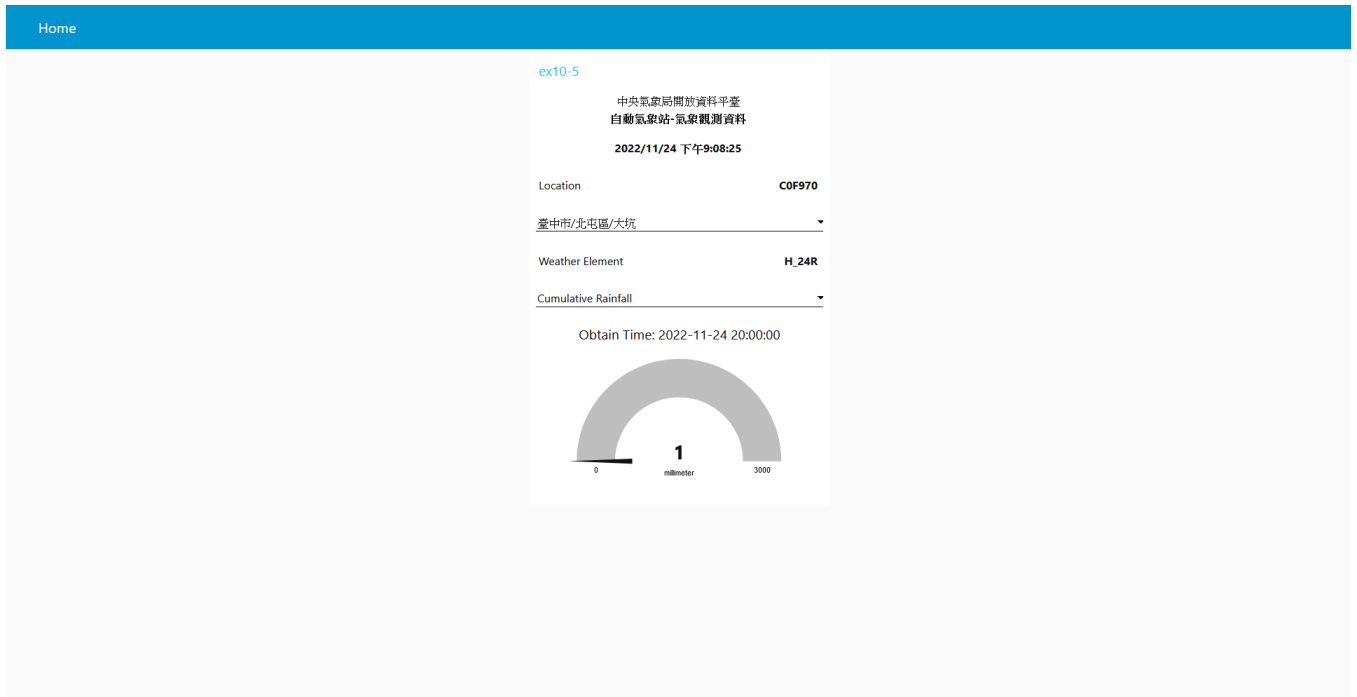 Home
ex10-5
中央氣象局開放資料平臺
自動氣象站-氣象觀測資料
2022/11/24 下午9:08:25
Location C0F970
臺中市/北屯區/大坑
Weather Element H_24R
Cumulative Rainfall
Obtain Time: 2022-11-24 20:00:00
1
0 millimeter 3000